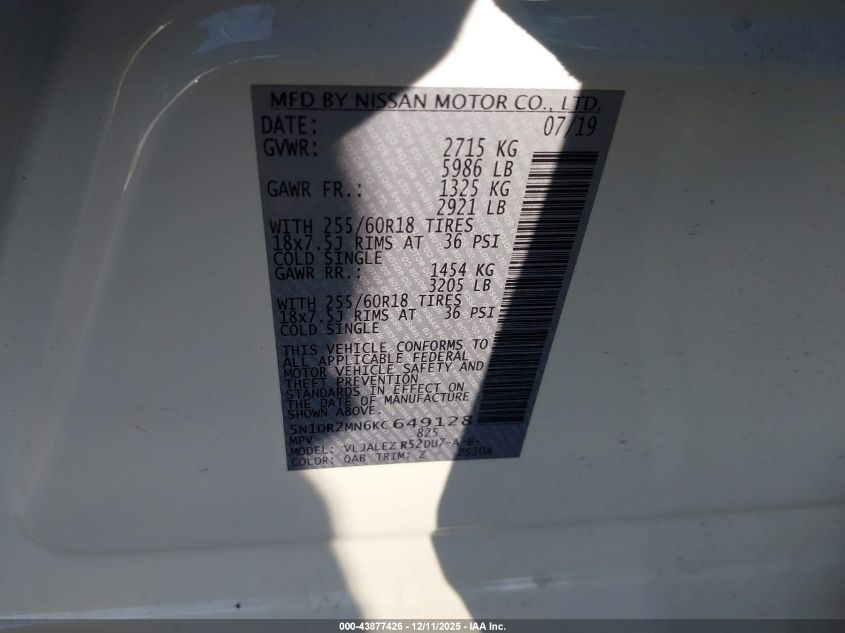 MFD BY NISSAN MOTOR CO., LTD.
DATE: 07/19
GVWR: 2715 KG
5986 LB
GAWR FR.: 1325 KG
2921 LB
WITH 255/60R18 TIRES
18x7.5J RIMS AT 36 PSI
COLD SINGLE
GAWR RR.: 1454 KG
3205 LB
WITH 255/60R18 TIRES
18x7.5J RIMS AT 36 PSI
COLD SINGLE
THIS VEHICLE CONFORMS TO
ALL APPLICABLE FEDERAL
MOTOR VEHICLE SAFETY AND
THEFT PREVENTION
STANDARDS IN EFFECT ON
THE DATE OF MANUFACTURE
SHOWN ABOVE.
5N1DR2MN6KC649128
MPV 825
MODEL: VLJALEZ R52DU7-A-B-
COLOR: QAB TRIM: Z 2S30A
000-43877426 - 12/11/2025 - IAA Inc.